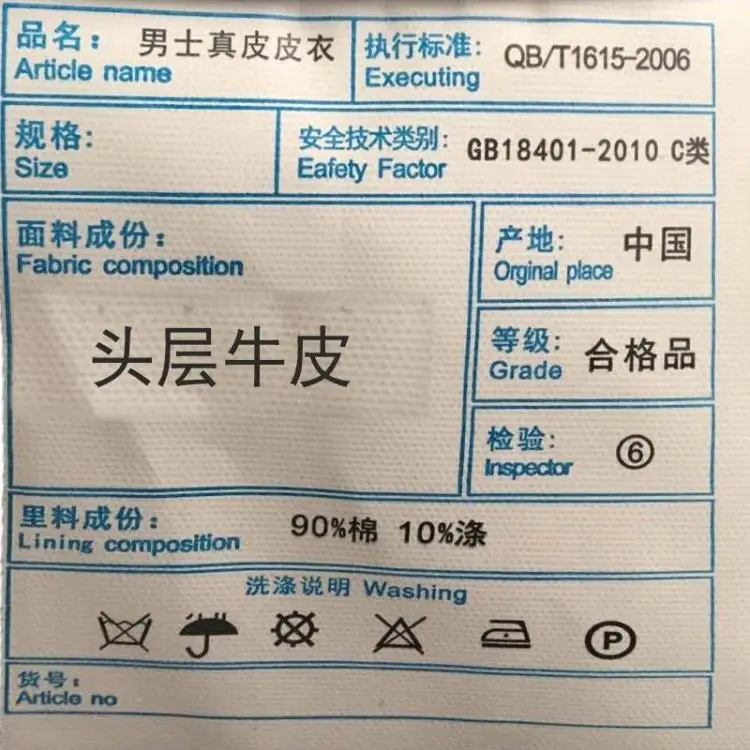 品名： 男士真皮皮衣
Article name
执行标准: QB/T1615-2006
Executing
规格:
Size
安全技术类别: GB18401-2010 C类
Eafety Factor
面料成份：
Fabric composition
头层牛皮
产地: 中国
Orginal place
等级: 合格品
Grade
检验: ⑥
Inspector
里料成份： 90%棉 10%涤
Lining composition
洗涤说明 Washing
P
货号：
Article no